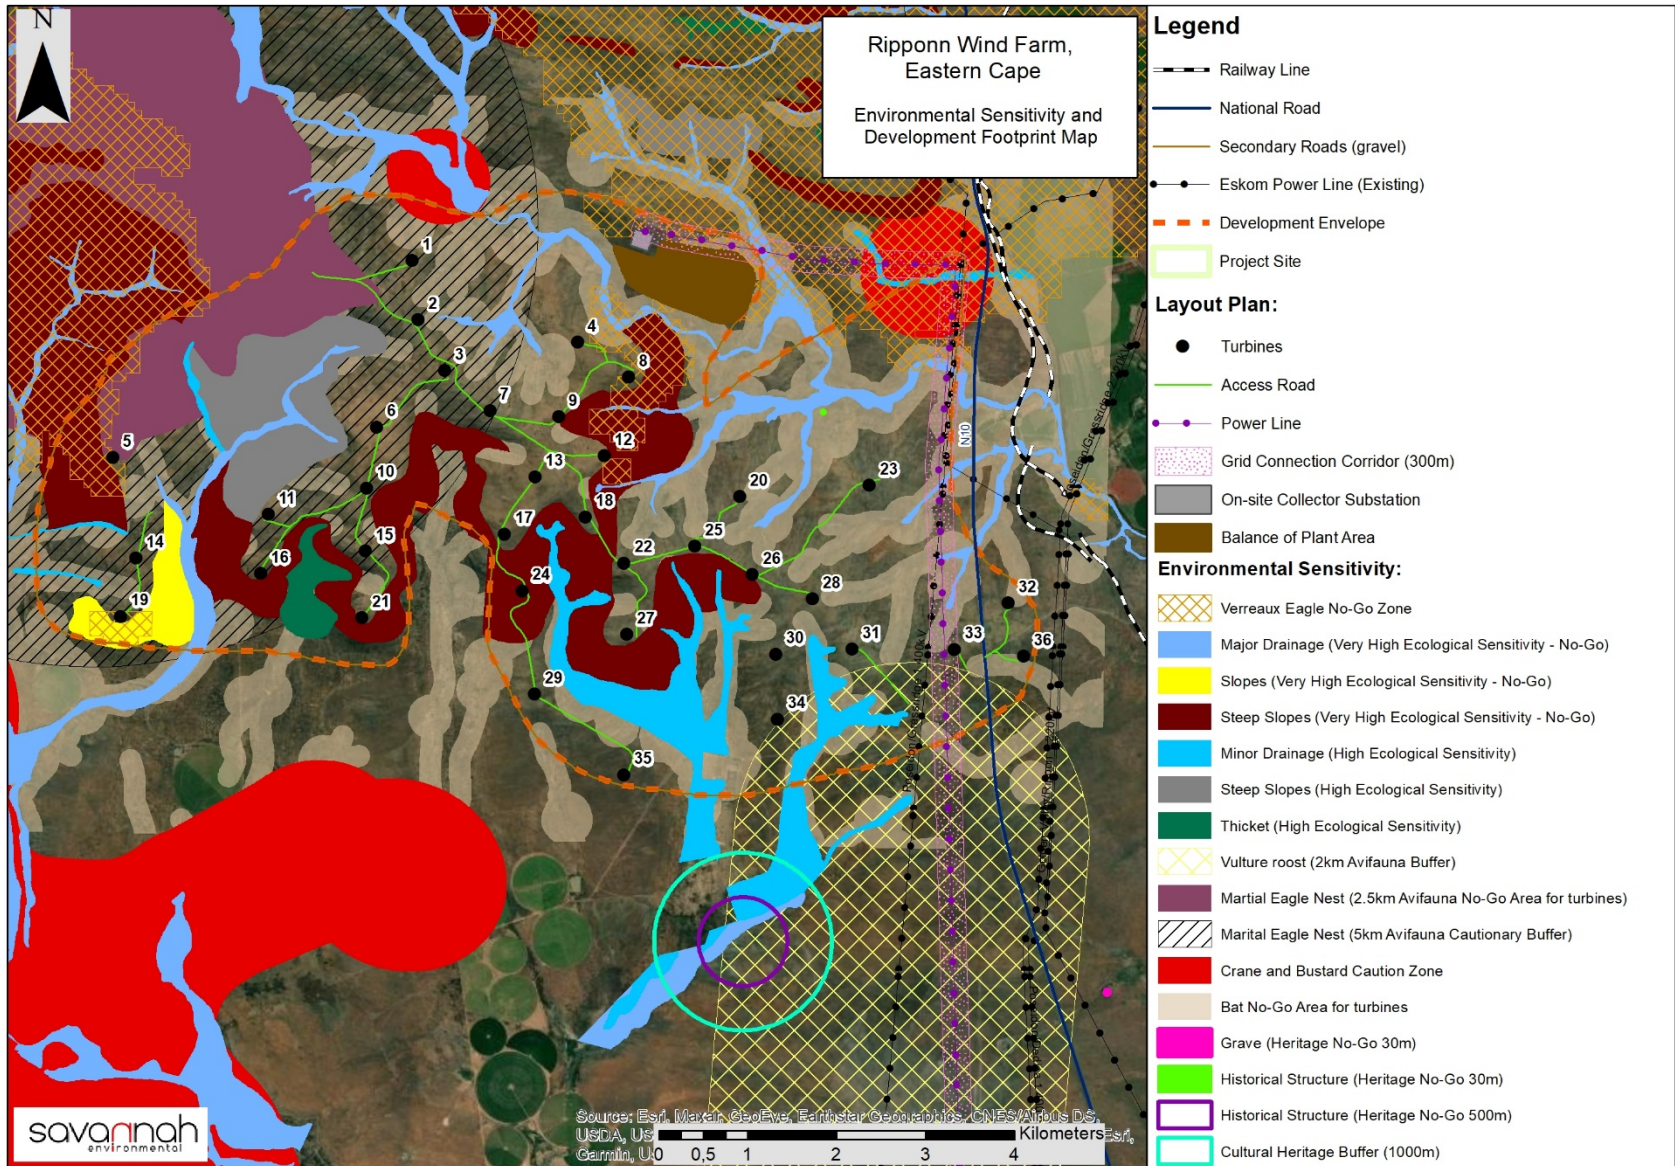 N
Ripponn Wind Farm,
Eastern Cape
Environmental Sensitivity and
Development Footprint Map
1
2
3
4
5
6
7
8
9
10
11
12
13
14
15
16
17
18
19
20
21
22
23
24
25
26
27
28
29
30
31
32
33
34
35
36
N10
savannah
environmental
Source: Esri, Maxar, GeoEye, Earthstar Geographics, CNES/Airbus DS,
USDA, US
Esri,
Garmin,
Kilometers
0 0,5 1 2 3 4
Legend
Railway Line
National Road
Secondary Roads (gravel)
Eskom Power Line (Existing)
Development Envelope
Project Site
Layout Plan:
Turbines
Access Road
Power Line
Grid Connection Corridor (300m)
On-site Collector Substation
Balance of Plant Area
Environmental Sensitivity:
Verreaux Eagle No-Go Zone
Major Drainage (Very High Ecological Sensitivity - No-Go)
Slopes (Very High Ecological Sensitivity - No-Go)
Steep Slopes (Very High Ecological Sensitivity - No-Go)
Minor Drainage (High Ecological Sensitivity)
Steep Slopes (High Ecological Sensitivity)
Thicket (High Ecological Sensitivity)
Vulture roost (2km Avifauna Buffer)
Martial Eagle Nest (2.5km Avifauna No-Go Area for turbines)
Marital Eagle Nest (5km Avifauna Cautionary Buffer)
Crane and Bustard Caution Zone
Bat No-Go Area for turbines
Grave (Heritage No-Go 30m)
Historical Structure (Heritage No-Go 30m)
Historical Structure (Heritage No-Go 500m)
Cultural Heritage Buffer (1000m)